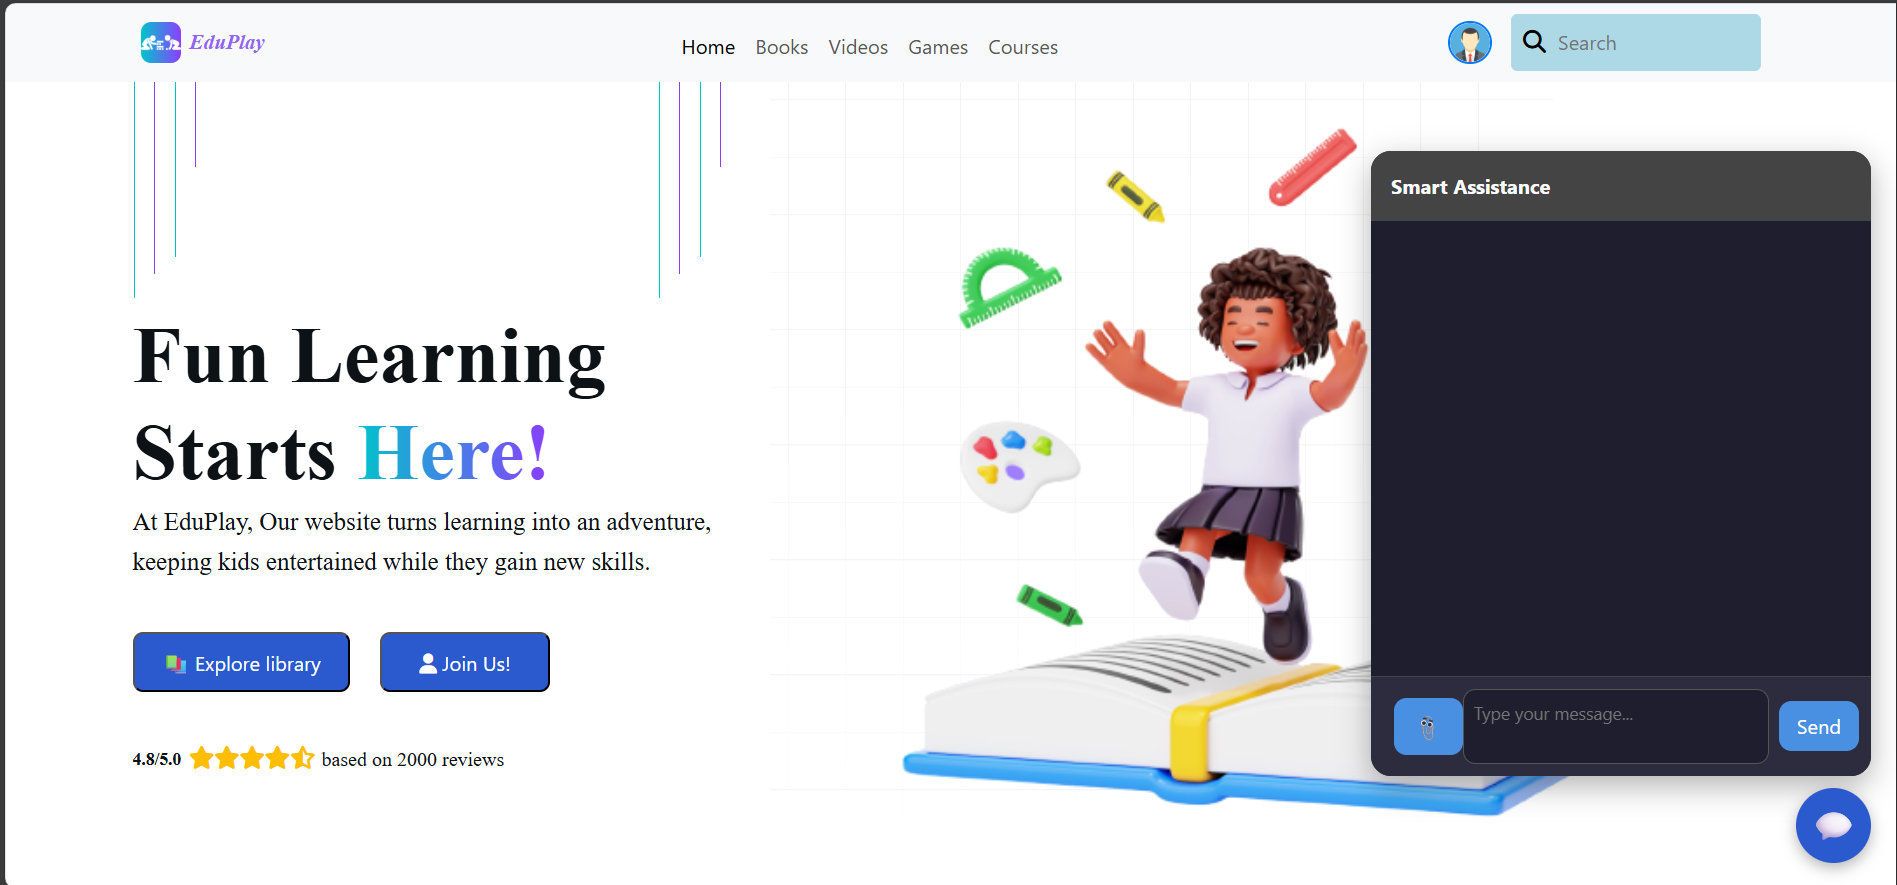 EduPlay
Home Books Videos Games Courses
Search
Fun Learning
Starts Here!
At EduPlay, Our website turns learning into an adventure,
keeping kids entertained while they gain new skills.
Explore library
Join Us!
4.8/5.0 based on 2000 reviews
Smart Assistance
Type your message...
Send